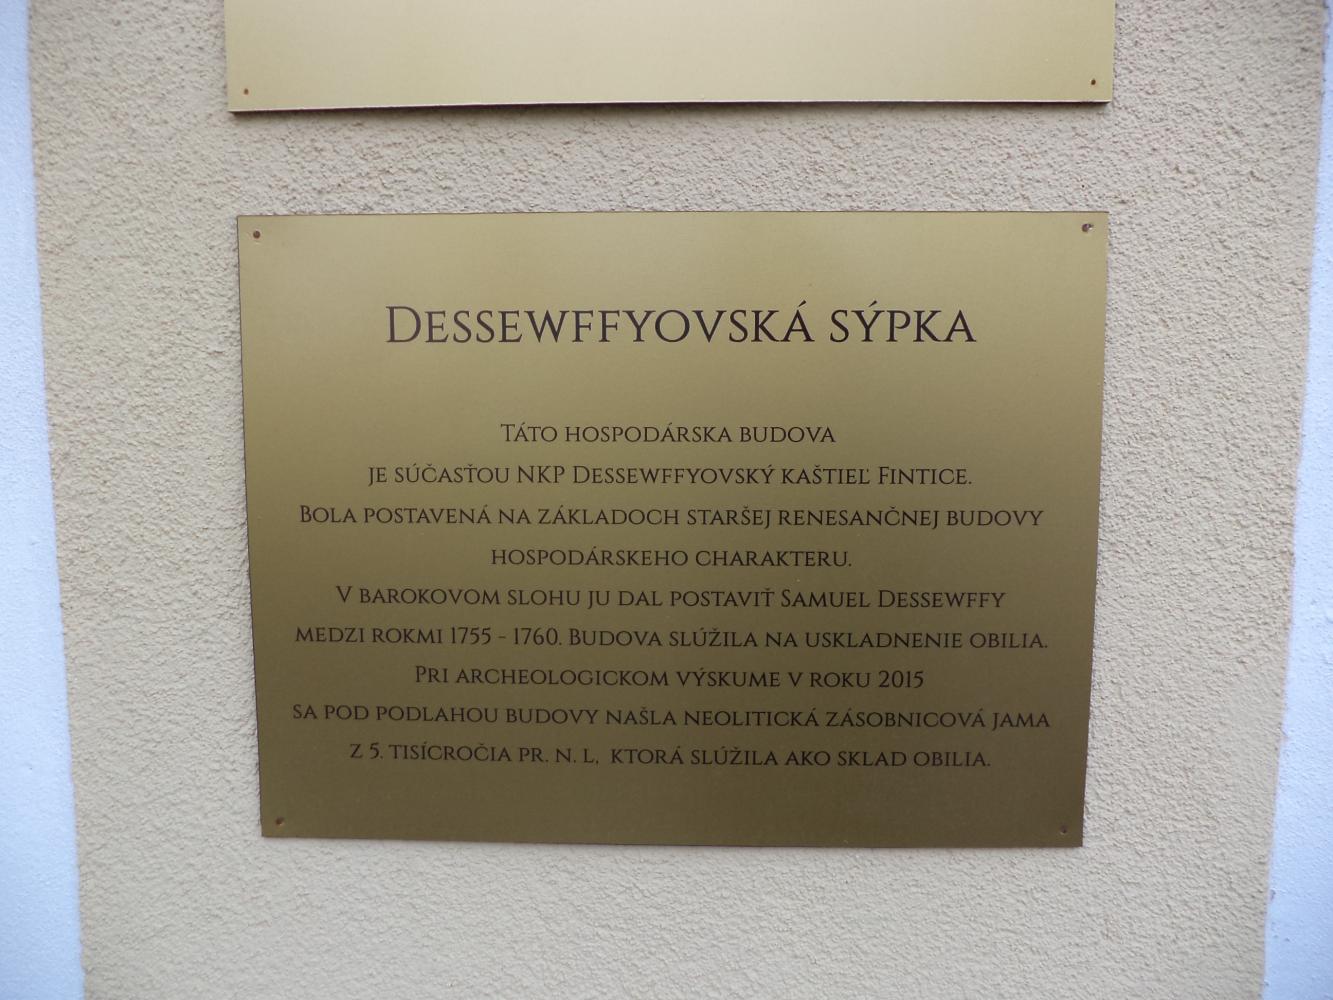 Dessewffyovská sýpka
Táto hospodárska budova
je súčasťou NKP Dessewffyovský kaštieľ Fintice.
Bola postavená na základoch staršej renesančnej budovy
hospodárskeho charakteru.
V barokovom slohu ju dal postaviť Samuel Dessewffy
medzi rokmi 1755 - 1760. Budova slúžila na uskladnenie obilia.
Pri archeologickom výskume v roku 2015
sa pod podlahou budovy našla neolitická zásobnicová jama
z 5. tisícročia pr. n. l, ktorá slúžila ako sklad obilia.